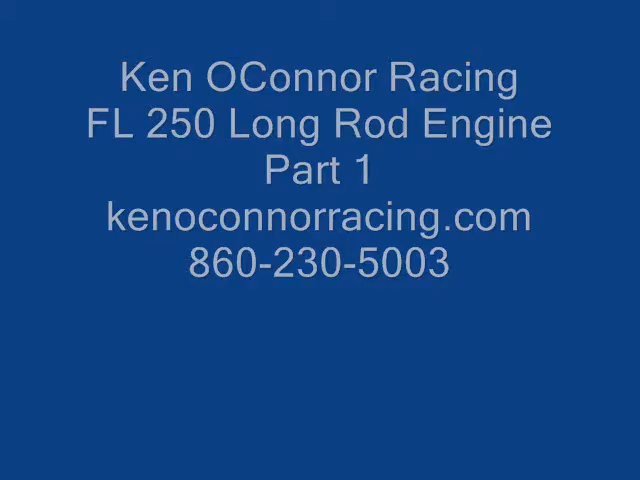 Ken OConnor Racing
FL 250 Long Rod Engine
Part 1
kenoconnorracing.com
860-230-5003